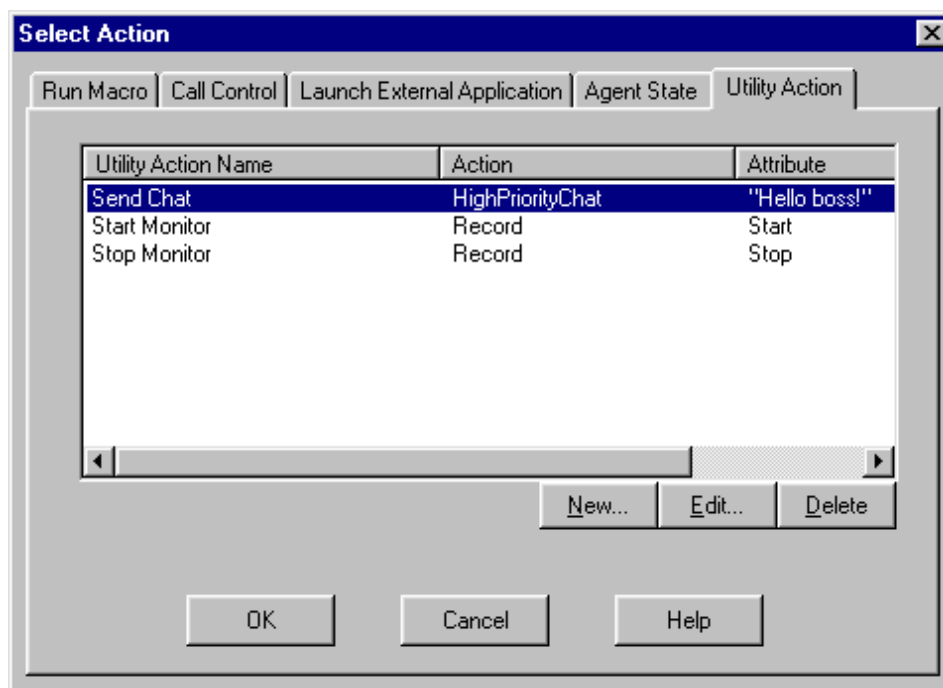 Select Action
Run Macro Call Control Launch External Application Agent State Utility Action
Utility Action Name Action Attribute
Send Chat HighPriorityChat "Hello boss!"
Start Monitor Record Start
Stop Monitor Record Stop
New... Edit... Delete
OK Cancel Help